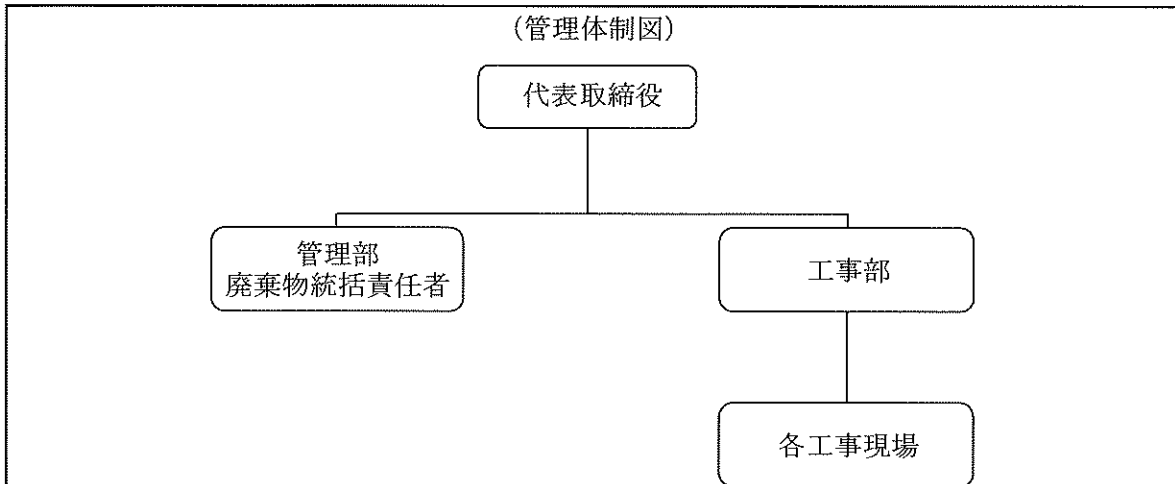 （管理体制図）
代表取締役
管理部
廃棄物統括責任者
工事部
各工事現場